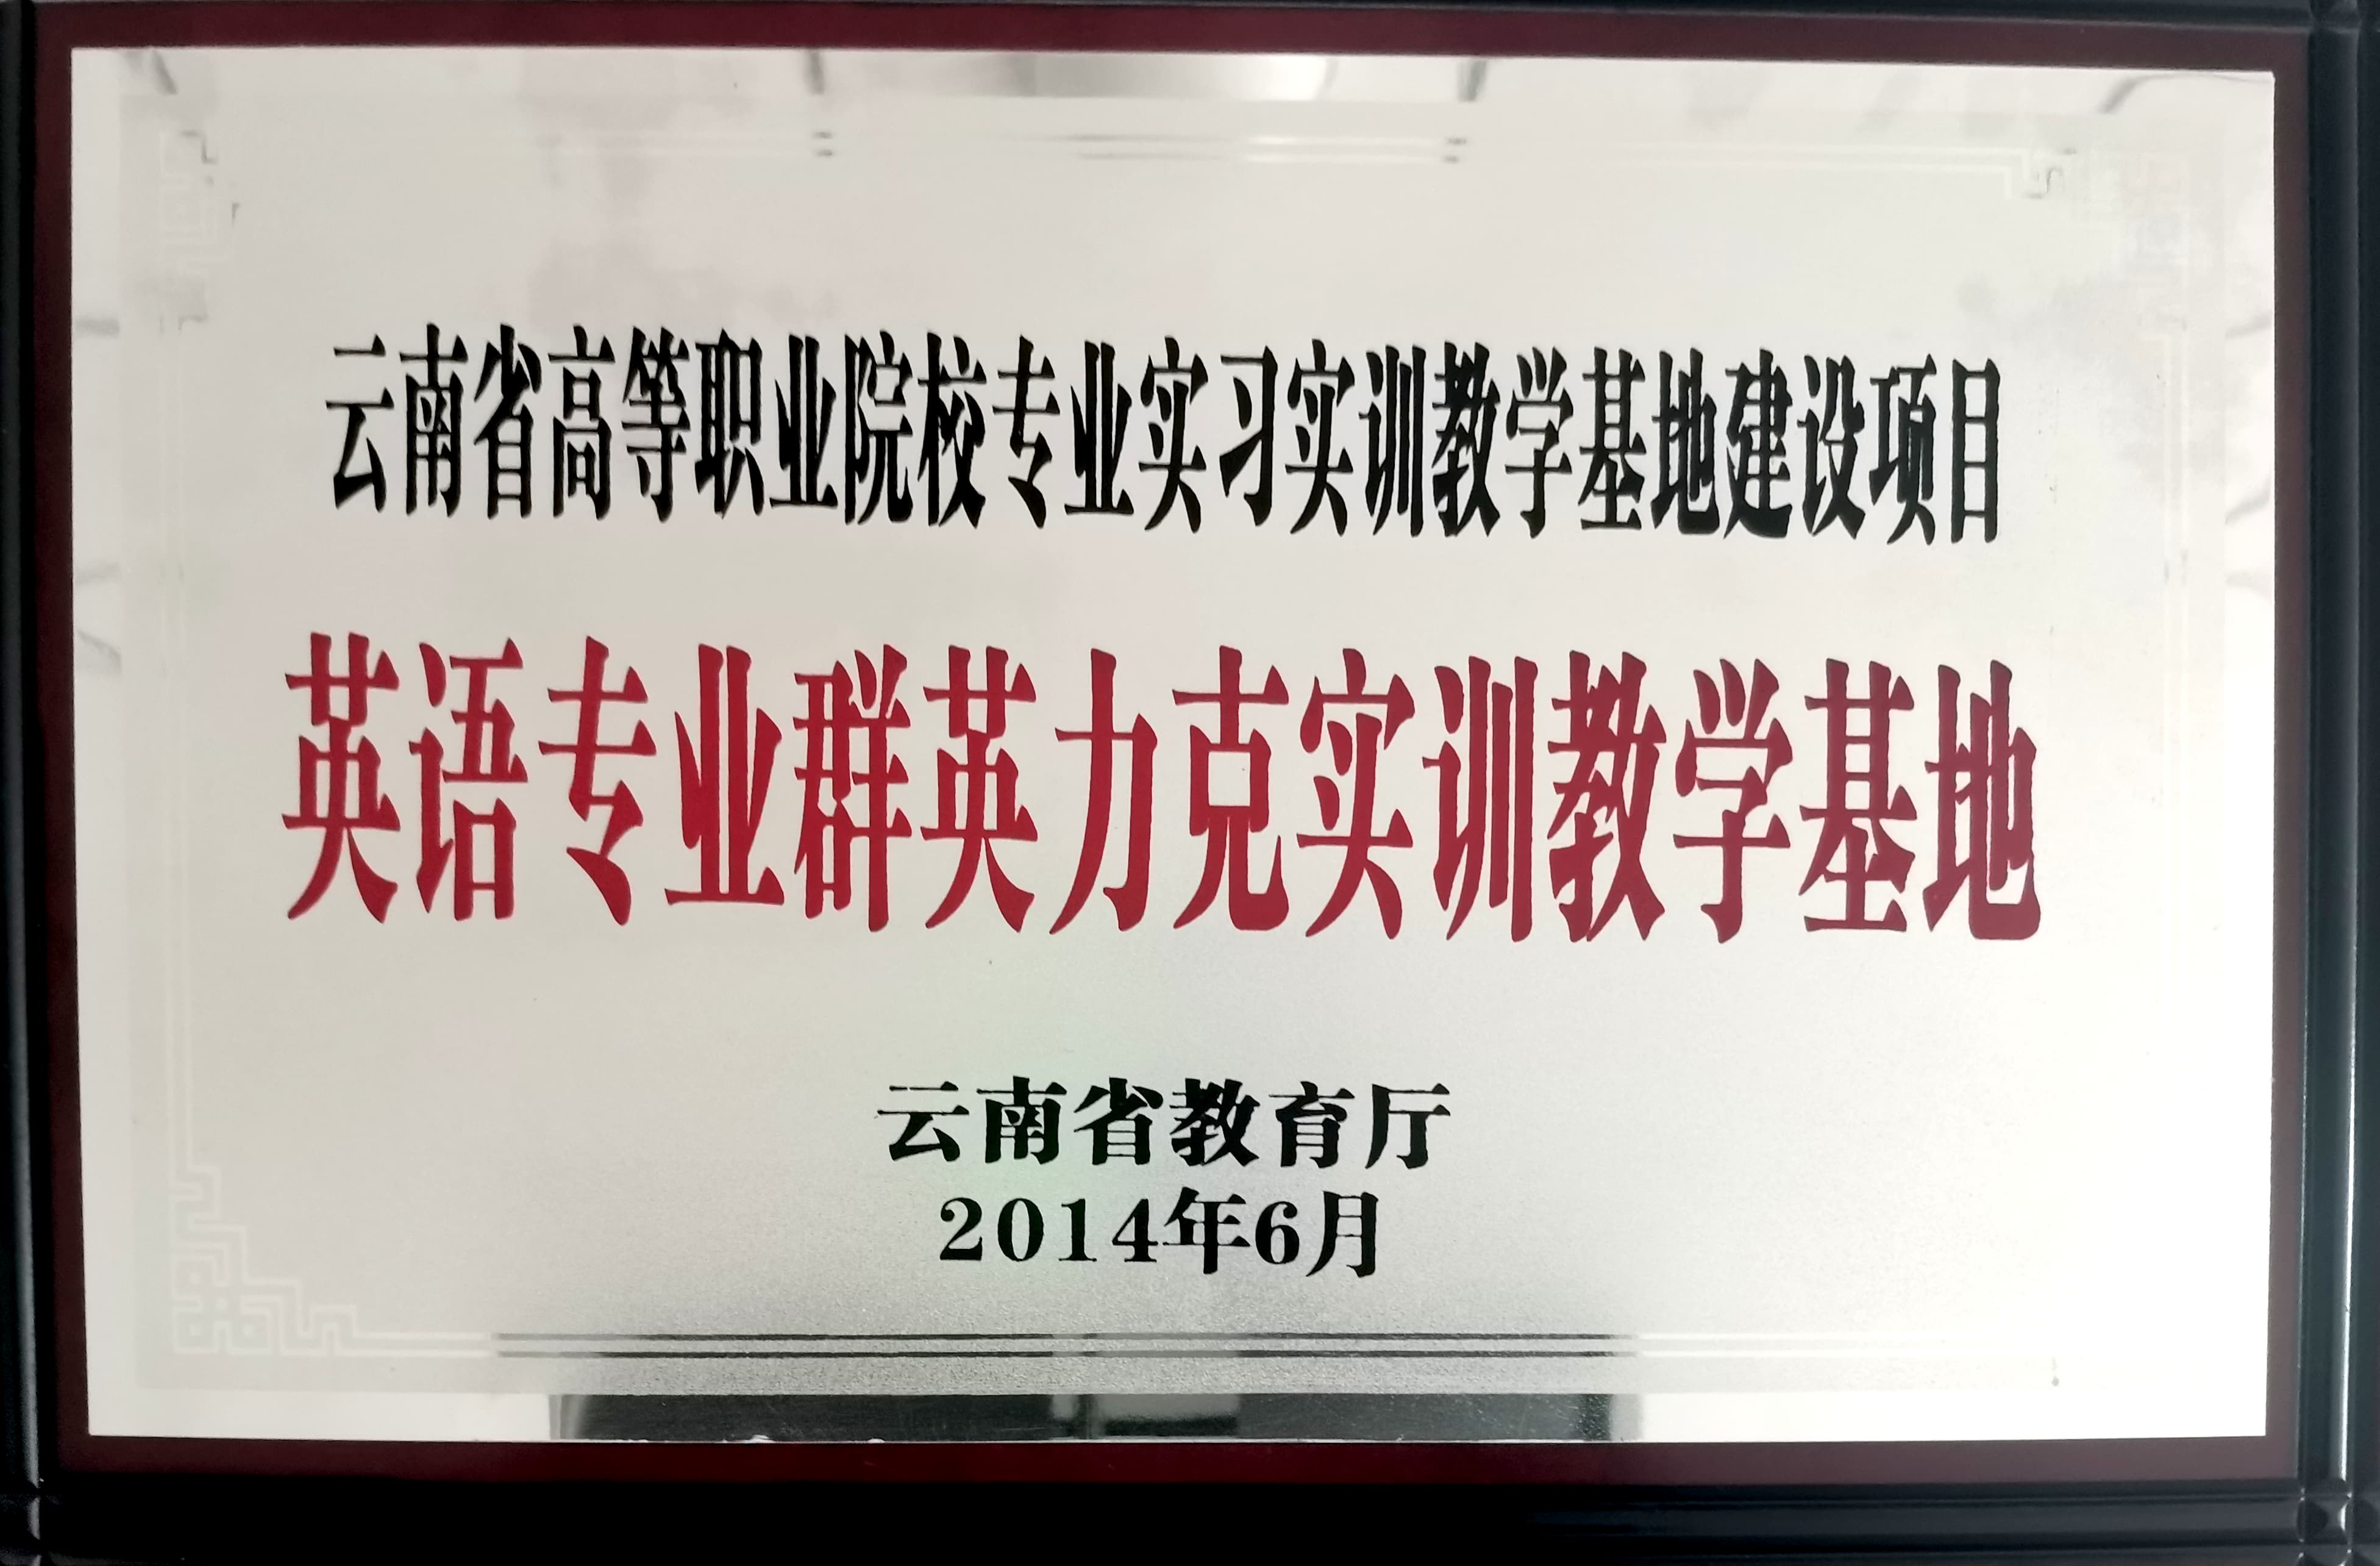 云南省高等职业院校专业实习实训教学基地建设项目
英语专业群英力克实训教学基地
云南省教育厅
2014年6月